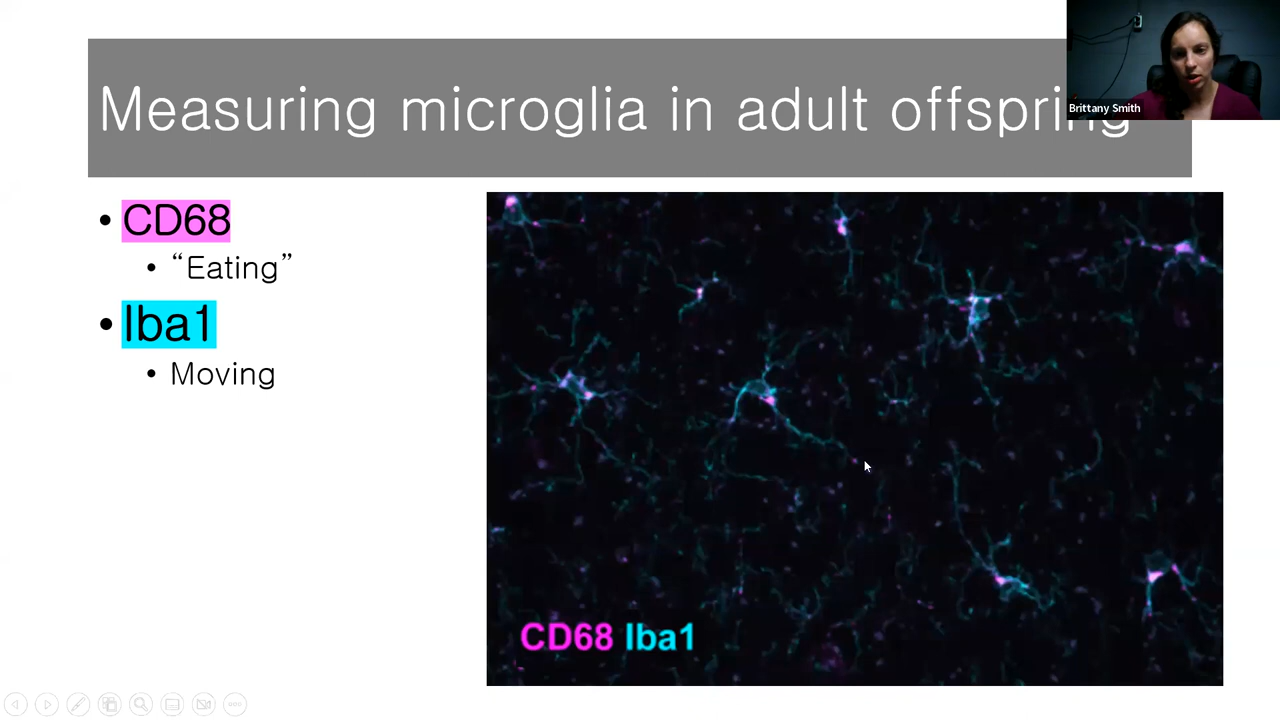 Measuring microglia in adult offspring
Brittany Smith
• CD68
• “Eating”
• Iba1
• Moving
CD68 Iba1